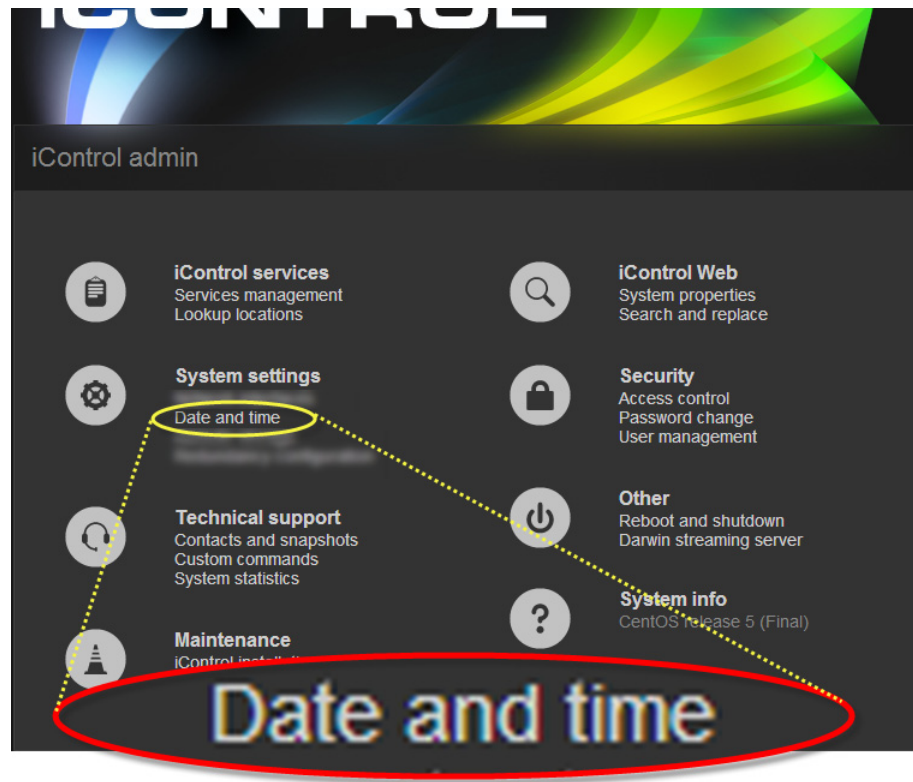 iCONTROL
iControl admin
iControl services
Services management
Lookup locations
System settings
Date and time
Technical support
Contacts and snapshots
Custom commands
System statistics
Maintenance
iControl
iControl Web
System properties
Search and replace
Security
Access control
Password change
User management
Other
Reboot and shutdown
Darwin streaming server
System info
CentOS release 5 (Final)
Date and time